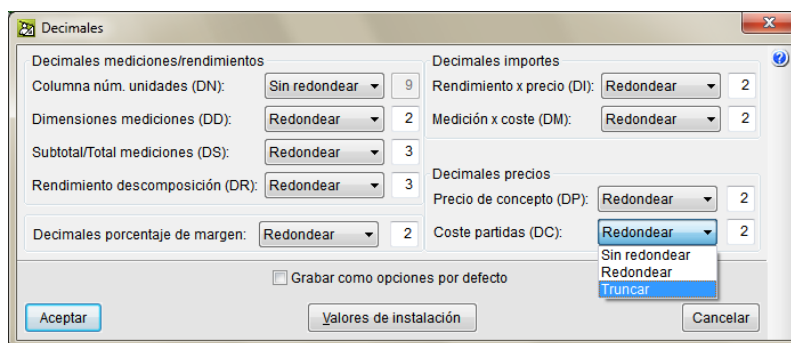 Decimales
Decimales mediciones/rendimientos
Columna núm. unidades (DN): Sin redondear 9
Dimensiones mediciones (DD): Redondear 2
Subtotal/Total mediciones (DS): Redondear 3
Rendimiento descomposición (DR): Redondear 3
Decimales porcentaje de margen: Redondear 2
Decimales importes
Rendimiento x precio (DI): Redondear 2
Medición x coste (DM): Redondear 2
Decimales precios
Precio de concepto (DP): Redondear 2
Coste partidas (DC): Redondear 2
Sin redondear
Redondear
Truncar
Grabar como opciones por defecto
Aceptar Valores de instalación Cancelar